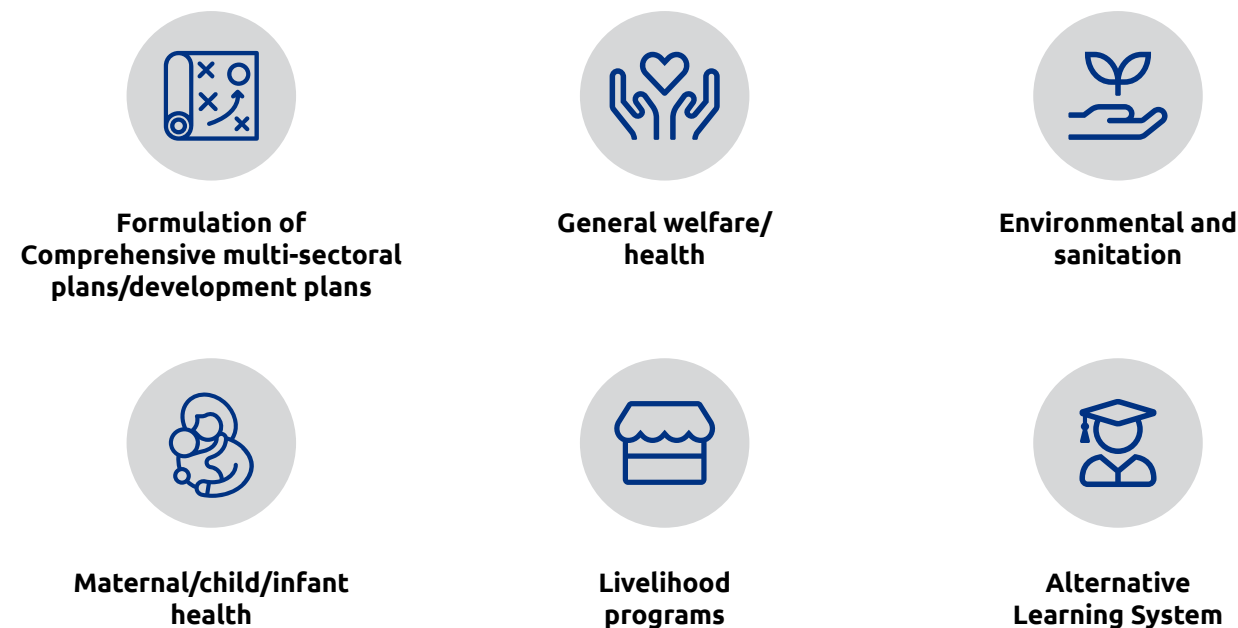 Formulation of
Comprehensive multi-sectoral
plans/development plans
General welfare/
health
Environmental and
sanitation
Maternal/child/infant
health
Livelihood
programs
Alternative
Learning System